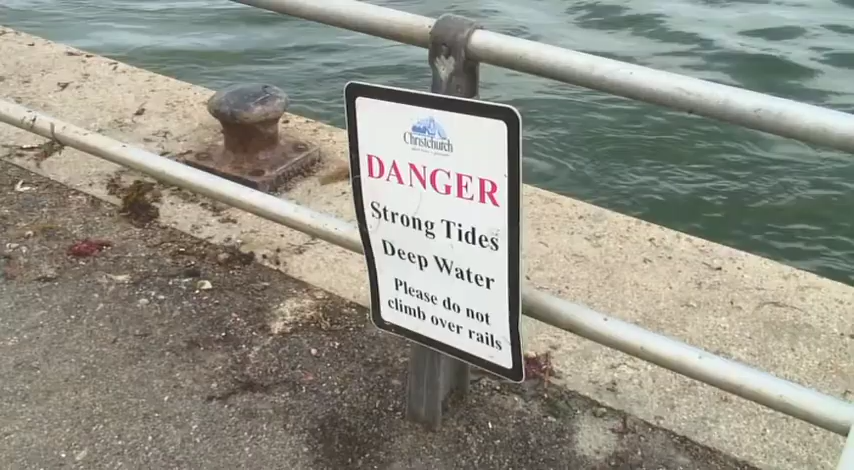 Christchurch
DANGER
Strong Tides
Deep Water
Please do not
climb over rails